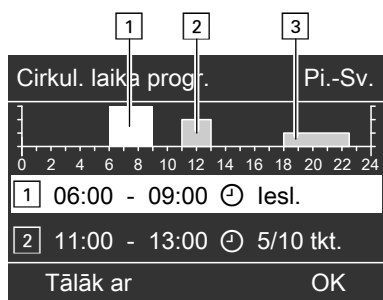 1 2 3
Cirkul. laika progr. Pi.-Sv.
0 2 4 6 8 10 12 14 16 18 20 22 24
1 06:00 - 09:00 Iesl.
2 11:00 - 13:00 5/10 tkt.
Tālāk ar OK